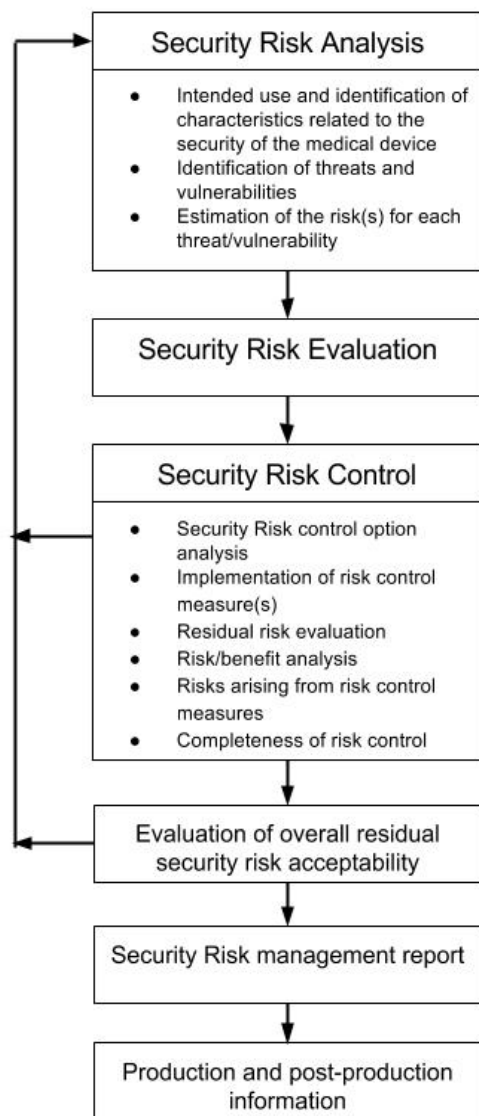 Security Risk Analysis
● Intended use and identification of
characteristics related to the
security of the medical device
● Identification of threats and
vulnerabilities
● Estimation of the risk(s) for each
threat/vulnerability
Security Risk Evaluation
Security Risk Control
● Security Risk control option
analysis
● Implementation of risk control
measure(s)
● Residual risk evaluation
● Risk/benefit analysis
● Risks arising from risk control
measures
● Completeness of risk control
Evaluation of overall residual
security risk acceptability
Security Risk management report
Production and post-production
information